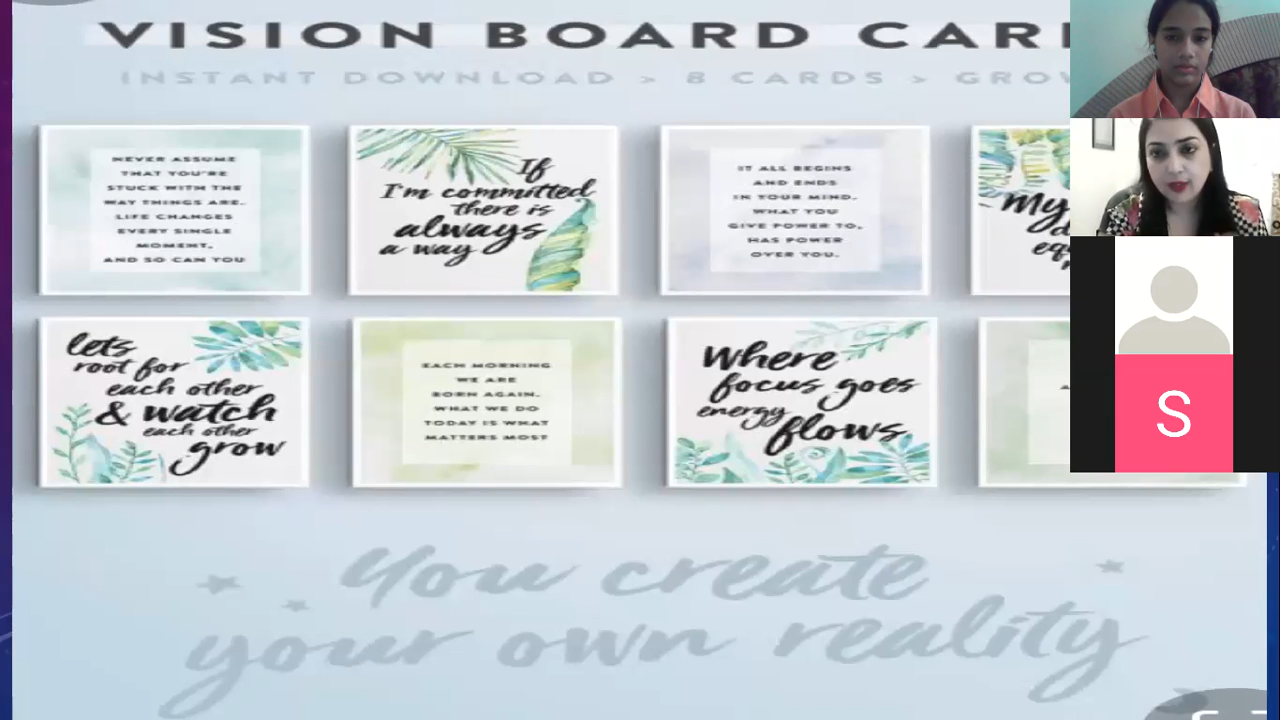 VISION BOARD CAR
INSTANT DOWNLOAD > 8 CARDS > GROW
NEVER ASSUME
THAT YOU'RE
STUCK WITH THE
WAY THINGS ARE.
LIFE CHANGES
EVERY SINGLE
MOMENT,
AND SO CAN YOU
If
I'm committed,
there is
always
a way
IT ALL BEGINS
AND ENDS
IN YOUR MIND.
WHAT YOU
GIVE POWER TO,
HAS POWER
OVER YOU.
My
lets
root for
each other
& watch
each other
grow
EACH MORNING
WE ARE
BORN AGAIN.
WHAT WE DO
TODAY IS WHAT
MATTERS MOST
Where
focus goes
energy
flows
S
You create
your own reality